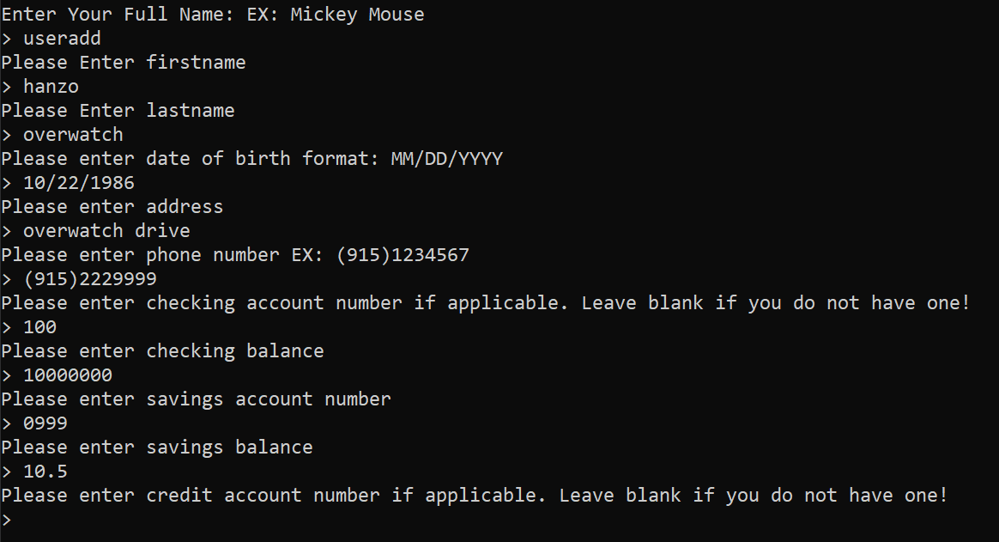 Enter Your Full Name: EX: Mickey Mouse
> useradd
Please Enter firstname
> hanzo
Please Enter lastname
> overwatch
Please enter date of birth format: MM/DD/YYYY
> 10/22/1986
Please enter address
> overwatch drive
Please enter phone number EX: (915)1234567
> (915)2229999
Please enter checking account number if applicable. Leave blank if you do not have one!
> 100
Please enter checking balance
> 10000000
Please enter savings account number
> 0999
Please enter savings balance
> 10.5
Please enter credit account number if applicable. Leave blank if you do not have one!
>